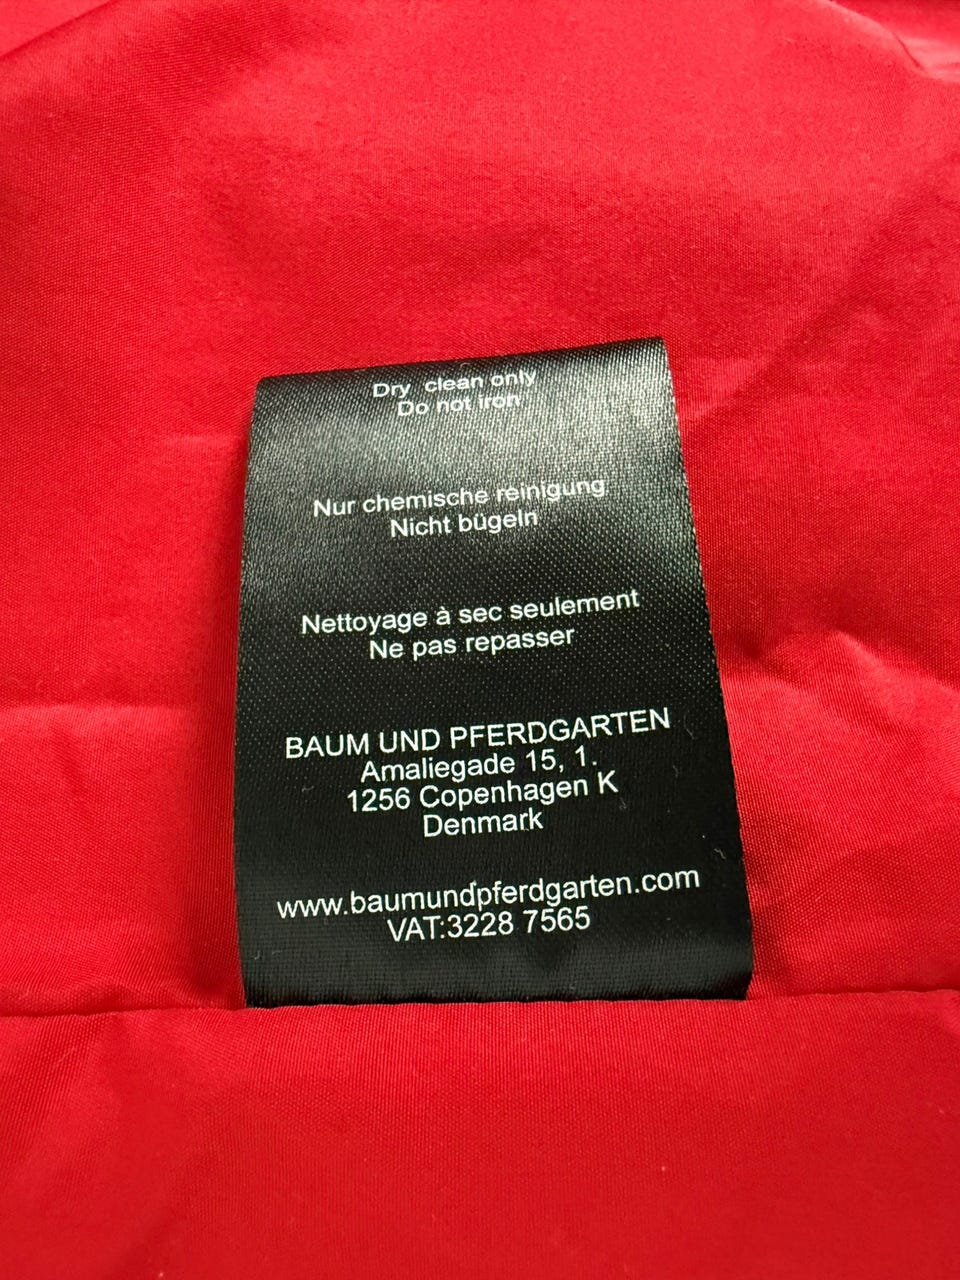 Dry clean only
Do not iron
Nur chemische reinigung
Nicht bügeln
Nettoyage à sec seulement
Ne pas repasser
BAUM UND PFERDGARTEN
Amaliegade 15, 1.
1256 Copenhagen K
Denmark
www.baumundpferdgarten.com
VAT:3228 7565